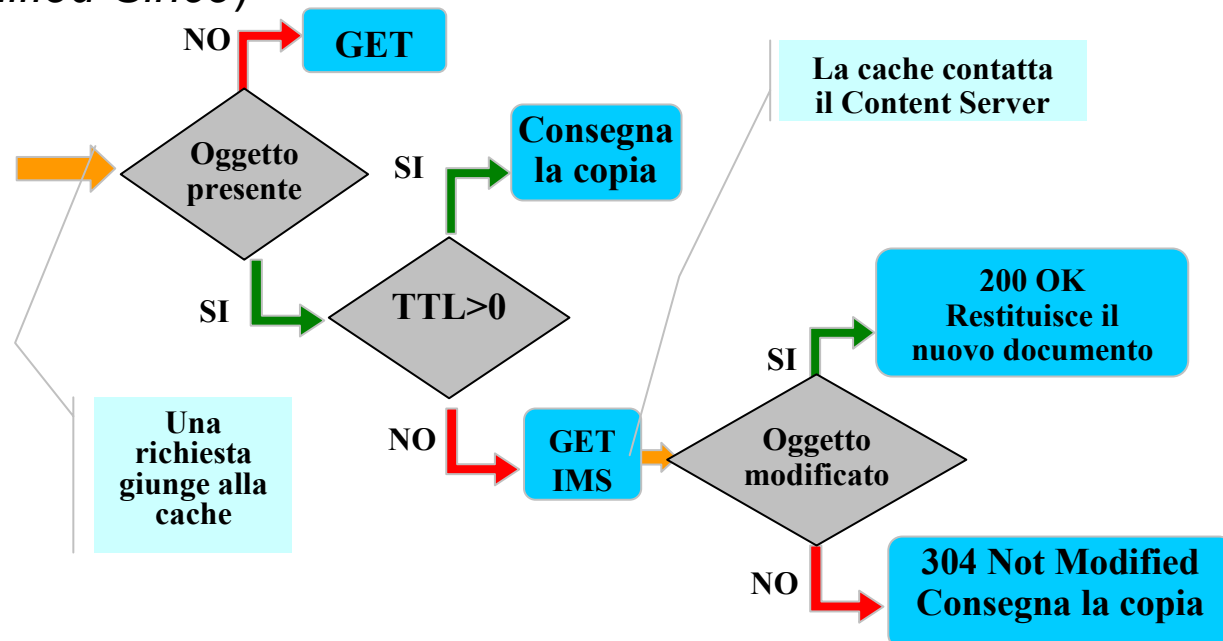 NO
GET
La cache contatta
il Content Server
Oggetto
presente
SI
Consegna
la copia
SI
TTL>0
200 OK
Restituisce il
nuovo documento
SI
Una
richiesta
giunge alla
cache
NO
GET
IMS
Oggetto
modificato
NO
304 Not Modified
Consegna la copia